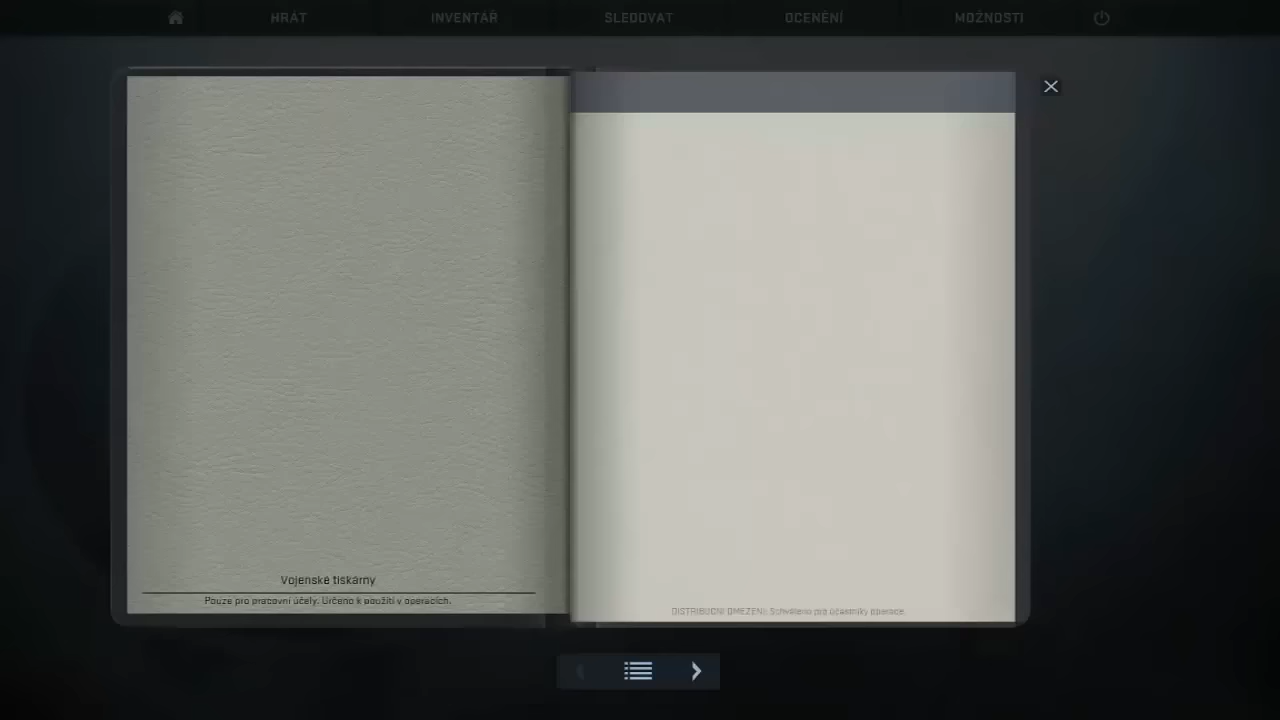 HRÁT
INVENTÁŘ
SLEDOVAT
OCENĚNÍ
MOŽNOSTI
Vojenské tiskárny
Pouze pro pracovní účely. Určeno k použití v operacích.
DISTRIBUČNÍ OMEZENÍ: Schváleno pro účastníky operace.